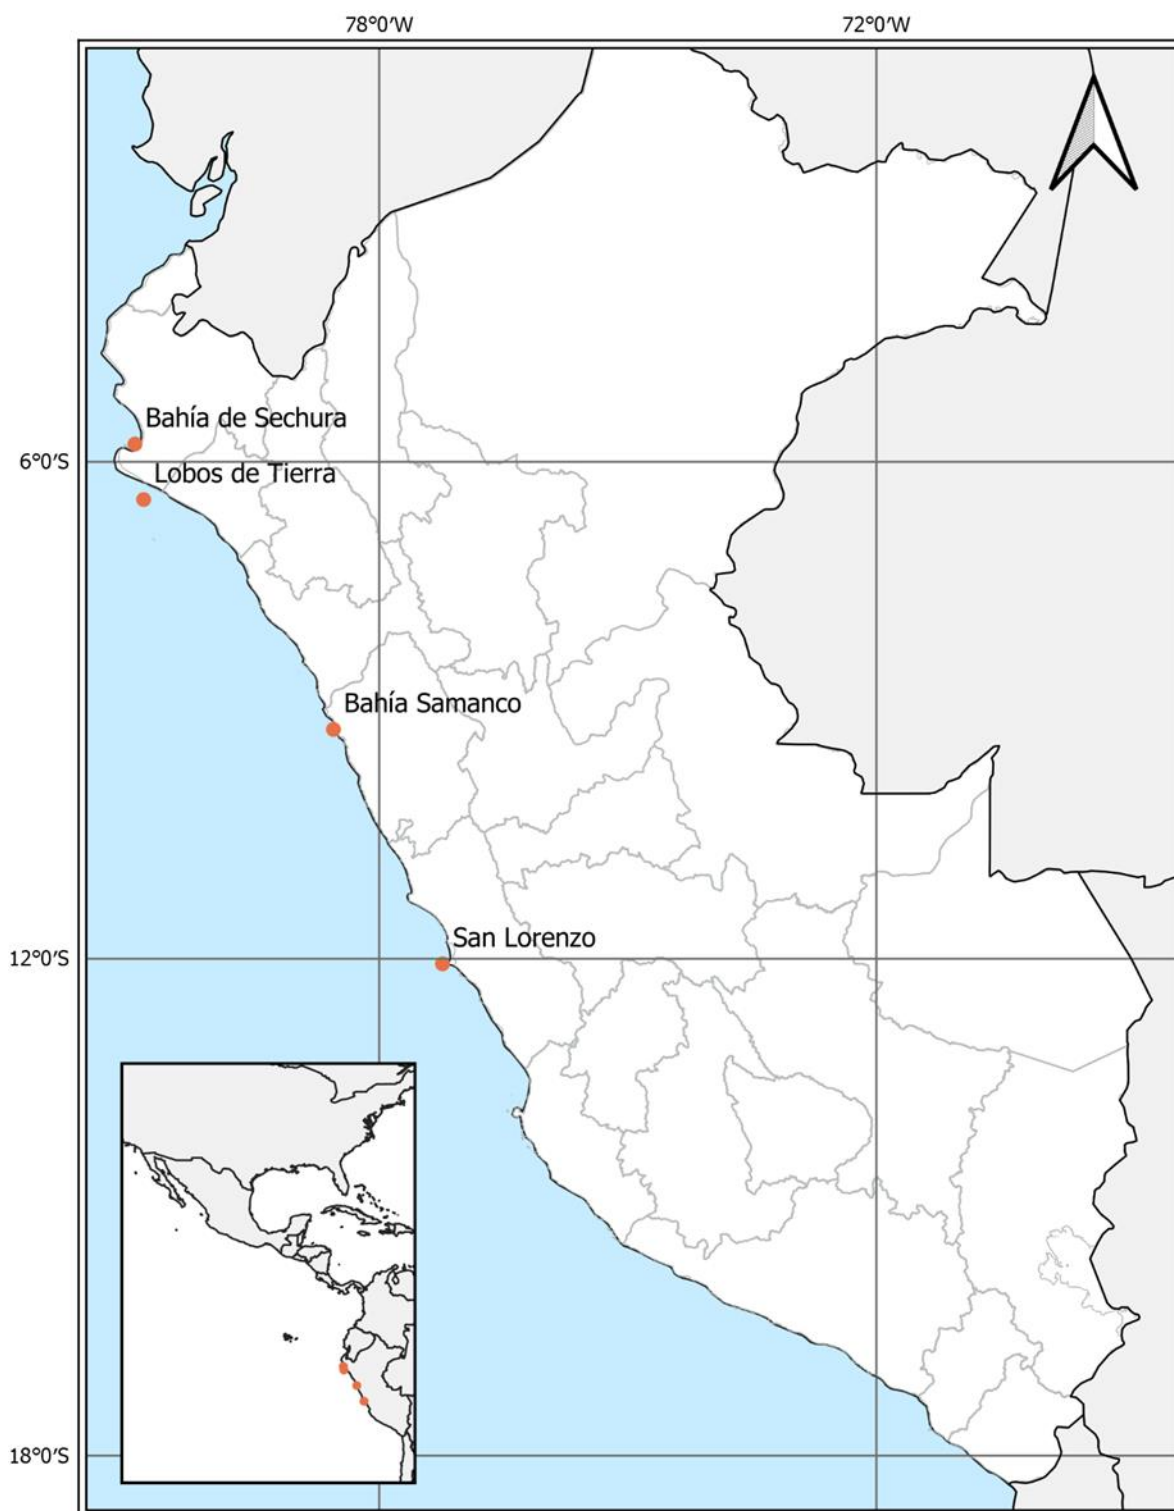 78°0′W
72°0′W
Bahía de Sechura
6°0′S
Lobos de Tierra
Bahía Samanco
San Lorenzo
12°0′S
18°0′S